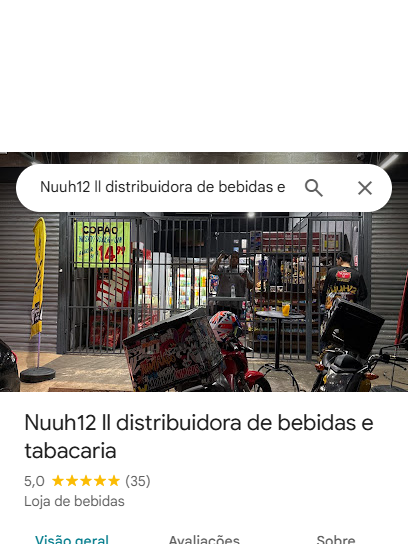 Nuuh12 ll distribuidora de bebidas e
COPÃO
14,99
Nuuh12 ll distribuidora de bebidas e
tabacaria
5,0 ★★★★★ (35)
Loja de bebidas
Visão geral Avaliações Sobre